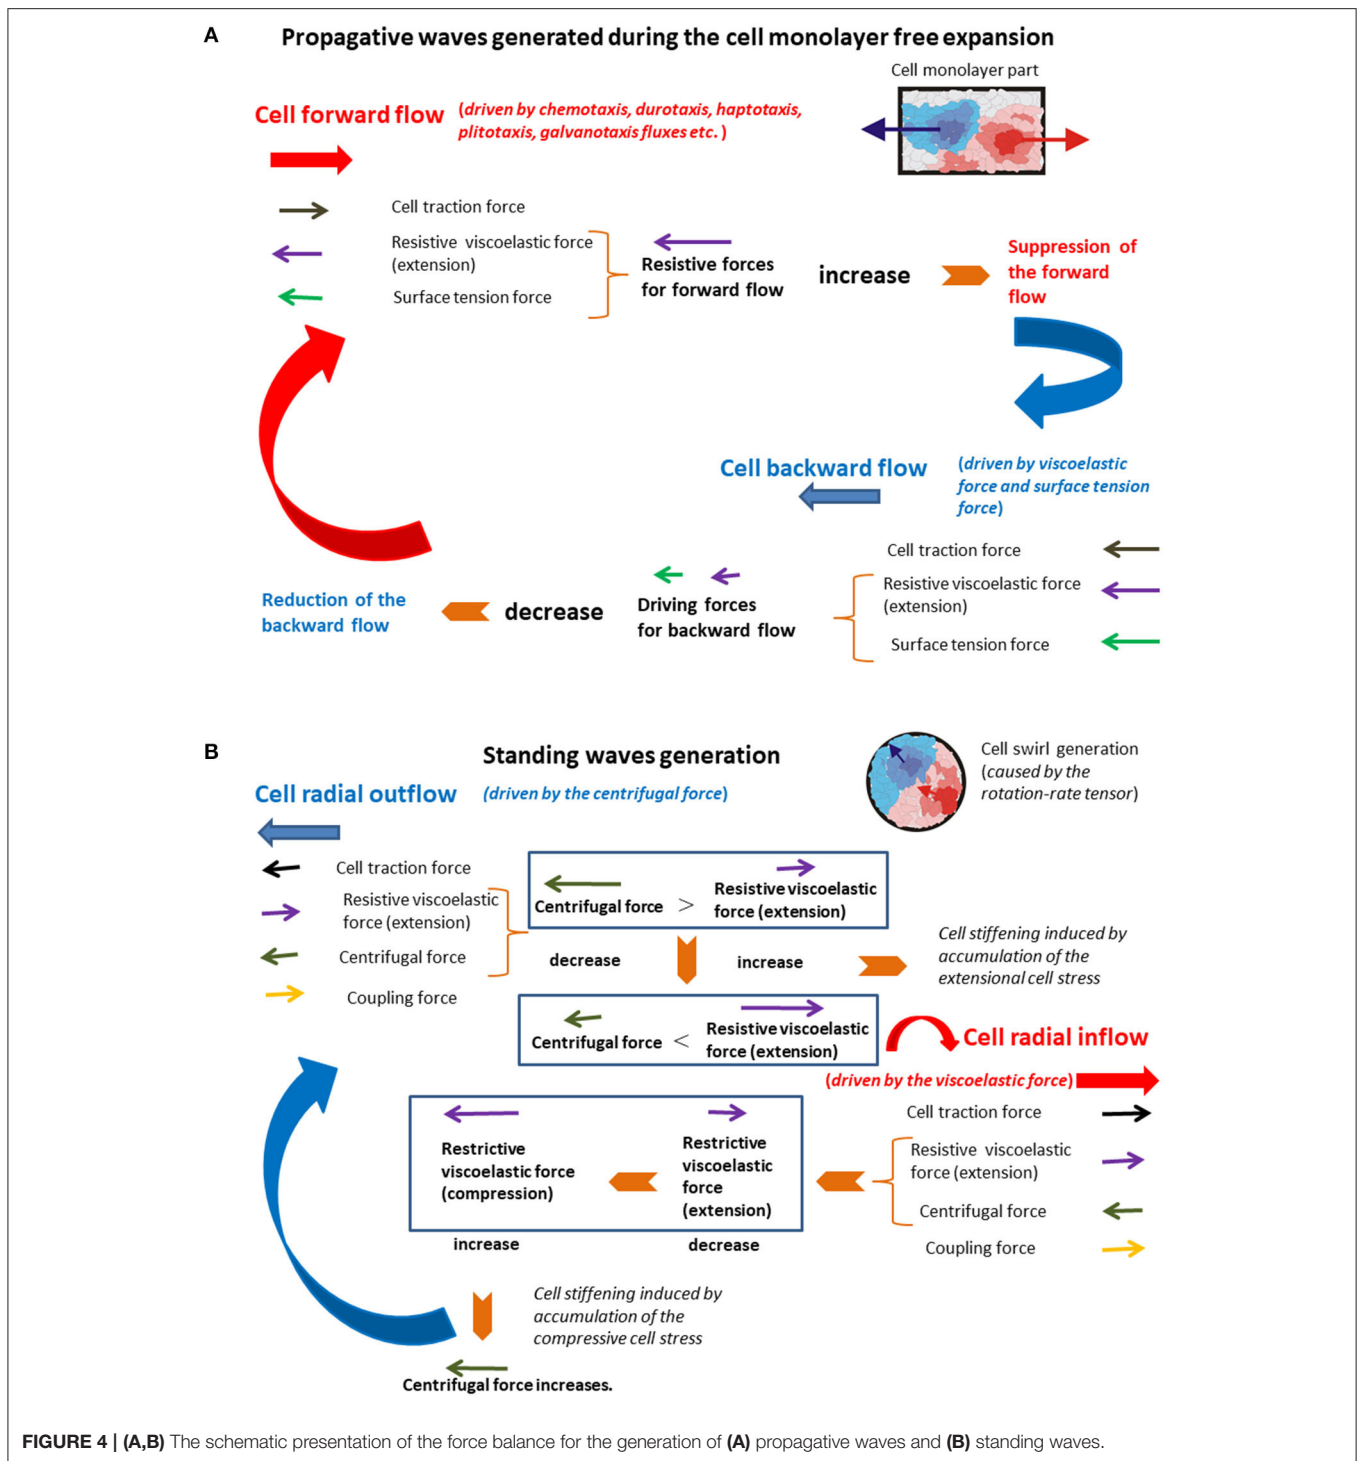 A
Propagative waves generated during the cell monolayer free expansion
Cell monolayer part
Cell forward flow
(driven by chemotaxis, durotaxis, haptotaxis,
plitotaxis, galvanotaxis fluxes etc. )
Cell traction force
Resistive viscoelastic force
(extension)
Surface tension force
Resistive forces
for forward flow
increase
Suppression of
the forward
flow
Cell backward flow
(driven by viscoelastic
force and surface tension
force)
Cell traction force
Resistive viscoelastic force
(extension)
Surface tension force
Driving forces
for backward flow
decrease
Reduction of the
backward flow
B
Standing waves generation
Cell swirl generation
(caused by the
rotation-rate tensor)
Cell radial outflow
(driven by the centrifugal force)
Cell traction force
Resistive viscoelastic
force (extension)
Centrifugal force
Coupling force
Centrifugal force >
Resistive viscoelastic
force (extension)
decrease
increase
Cell stiffening induced by
accumulation of the
extensional cell stress
Centrifugal force <
Resistive viscoelastic
force (extension)
Cell radial inflow
(driven by the viscoelastic force)
Cell traction force
Resistive viscoelastic
force (extension)
Centrifugal force
Coupling force
Restrictive
viscoelastic force
(compression)
Restrictive
viscoelastic
force
(extension)
increase
decrease
Cell stiffening induced by
accumulation of the
compressive cell stress
Centrifugal force increases.
FIGURE 4 | (A,B) The schematic presentation of the force balance for the generation of (A) propagative waves and (B) standing waves.